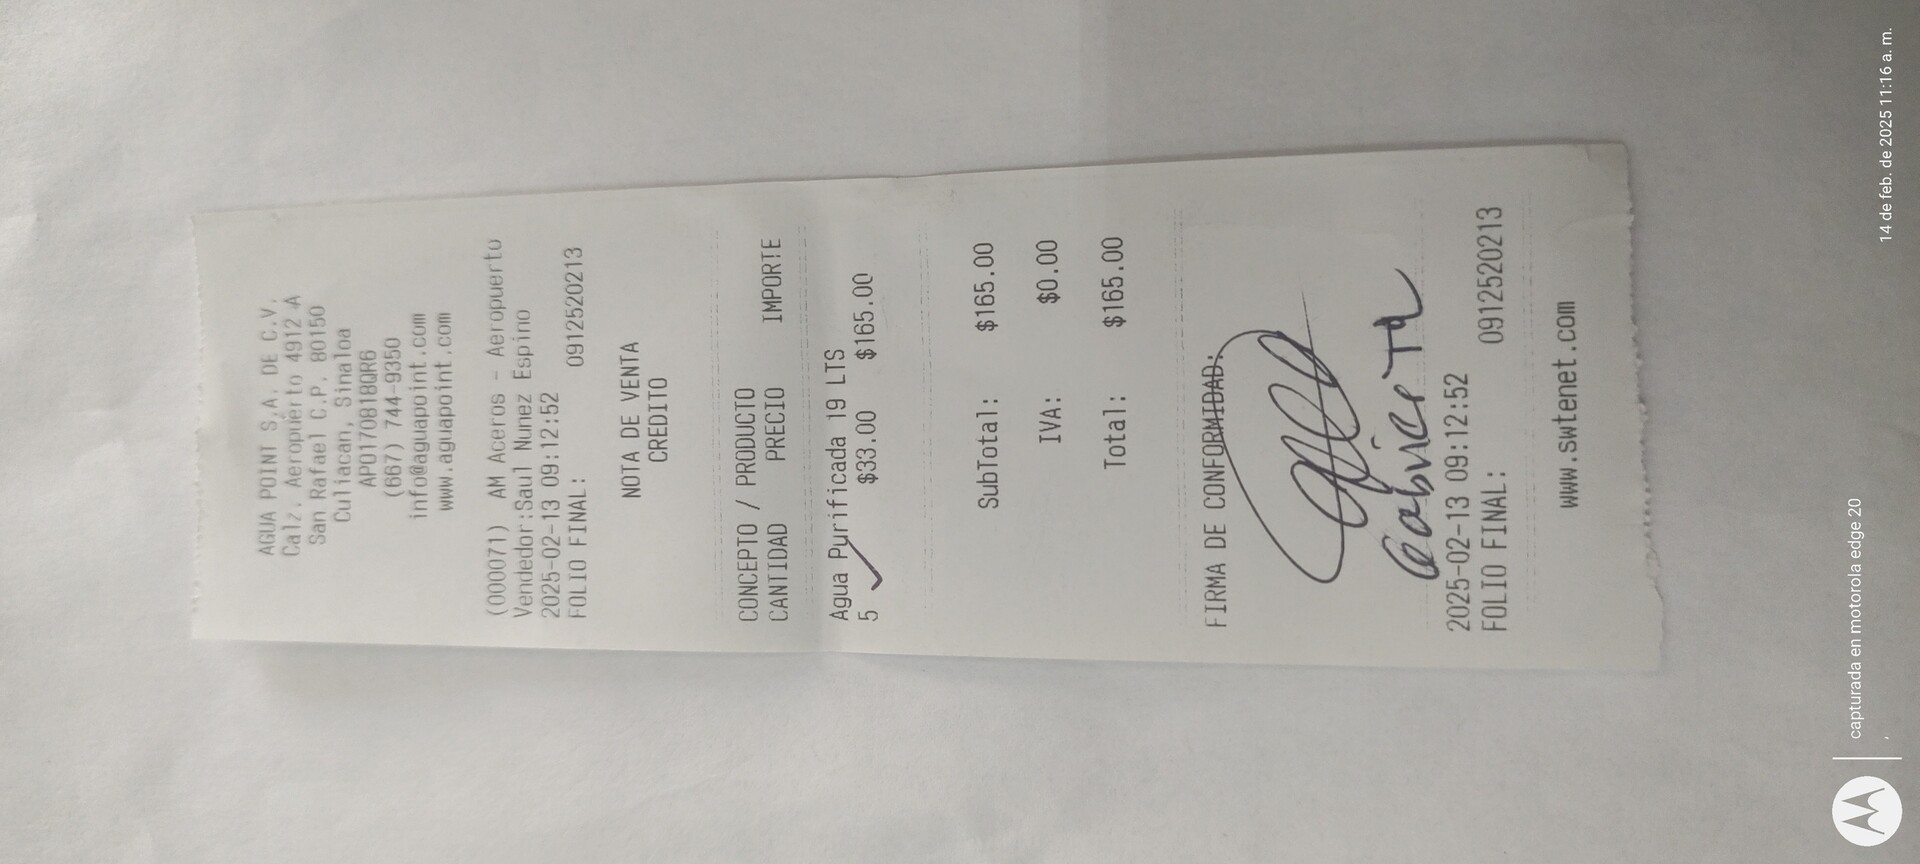 AGUA POINT S.A. DE C.V.
Calz. Aeropuerto 4912 A
San Rafael C.P. 80150
Culiacan, Sinaloa
APO170818QR6
(667) 744-9350
info@aguapoint.com
www.aguapoint.com
(000071) AM Aceros - Aeropuerto
Vendedor:Saul Nunez Espino
2025-02-13 09:12:52
FOLIO FINAL: 0912520213
NOTA DE VENTA
CREDITO
CONCEPTO / PRODUCTO
CANTIDAD PRECIO IMPORTE
Agua Purificada 19 LTS
5 $33.00 $165.00
SubTotal: $165.00
IVA: $0.00
Total: $165.00
FIRMA DE CONFORMIDAD:
2025-02-13 09:12:52
FOLIO FINAL: 0912520213
www.swtenet.com
capturada en motorola edge 20
,
14 de feb. de 2025 11:16 a. m.